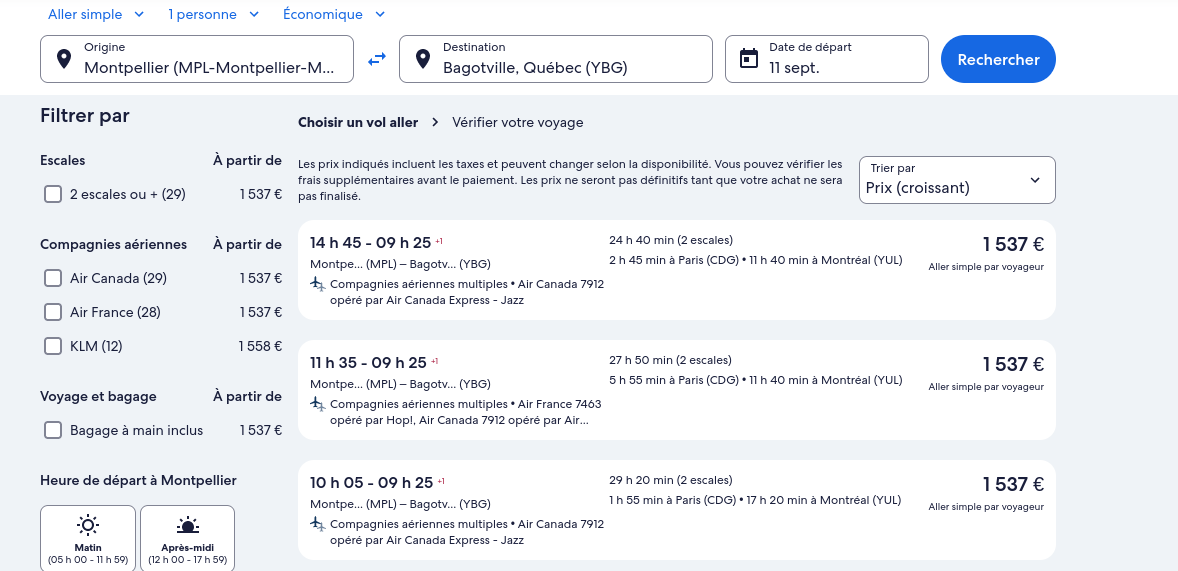 Aller simple 1 personne Économique
Origine
Montpellier (MPL-Montpellier-M...
Destination
Bagotville, Québec (YBG)
Date de départ
11 sept.
Rechercher
Filtrer par
Escales À partir de
2 escales ou + (29) 1 537 €
Compagnies aériennes À partir de
Air Canada (29) 1 537 €
Air France (28) 1 537 €
KLM (12) 1 558 €
Voyage et bagage À partir de
Bagage à main inclus 1 537 €
Heure de départ à Montpellier
Matin
(05 h 00 - 11 h 59)
Après-midi
(12 h 00 - 17 h 59)
Choisir un vol aller > Vérifier votre voyage
Les prix indiqués incluent les taxes et peuvent changer selon la disponibilité. Vous pouvez vérifier les
frais supplémentaires avant le paiement. Les prix ne seront pas définitifs tant que votre achat ne sera
pas finalisé.
Trier par
Prix (croissant)
14 h 45 - 09 h 25 +1
Montpe... (MPL) – Bagotv... (YBG)
Compagnies aériennes multiples • Air Canada 7912
opéré par Air Canada Express - Jazz
24 h 40 min (2 escales)
2 h 45 min à Paris (CDG) • 11 h 40 min à Montréal (YUL)
1 537 €
Aller simple par voyageur
11 h 35 - 09 h 25 +1
Montpe... (MPL) – Bagotv... (YBG)
Compagnies aériennes multiples • Air France 7463
opéré par Hop!, Air Canada 7912 opéré par Air...
27 h 50 min (2 escales)
5 h 55 min à Paris (CDG) • 11 h 40 min à Montréal (YUL)
1 537 €
Aller simple par voyageur
10 h 05 - 09 h 25 +1
Montpe... (MPL) – Bagotv... (YBG)
Compagnies aériennes multiples • Air Canada 7912
opéré par Air Canada Express - Jazz
29 h 20 min (2 escales)
1 h 55 min à Paris (CDG) • 17 h 20 min à Montréal (YUL)
1 537 €
Aller simple par voyageur